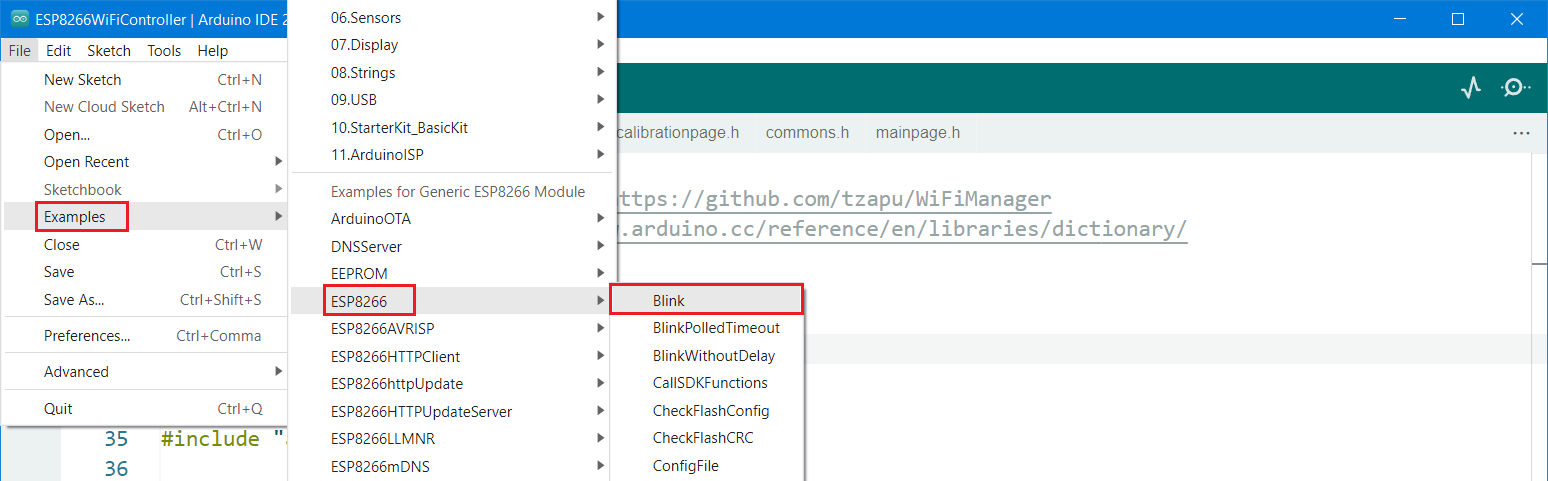 ESP8266WiFiController | Arduino IDE 2
File Edit Sketch Tools Help
New Sketch Ctrl+N
New Cloud Sketch Alt+Ctrl+N
Open... Ctrl+O
Open Recent
Sketchbook
Examples
Close Ctrl+W
Save Ctrl+S
Save As... Ctrl+Shift+S
Preferences... Ctrl+Comma
Advanced
Quit Ctrl+Q
06.Sensors
07.Display
08.Strings
09.USB
10.StarterKit_BasicKit
11.ArduinoISP
Examples for Generic ESP8266 Module
ArduinoOTA
DNSServer
EEPROM
ESP8266
ESP8266AVRISP
ESP8266HTTPClient
ESP8266httpUpdate
ESP8266HTTPUpdateServer
ESP8266LLMNR
ESP8266mDNS
Blink
BlinkPolledTimeout
BlinkWithoutDelay
CallSDKFunctions
CheckFlashConfig
CheckFlashCRC
ConfigFile
calibrationpage.h commons.h mainpage.h
ttps://github.com/tzapu/WiFiManager
.arduino.cc/reference/en/libraries/dictionary/
35 #include "
36